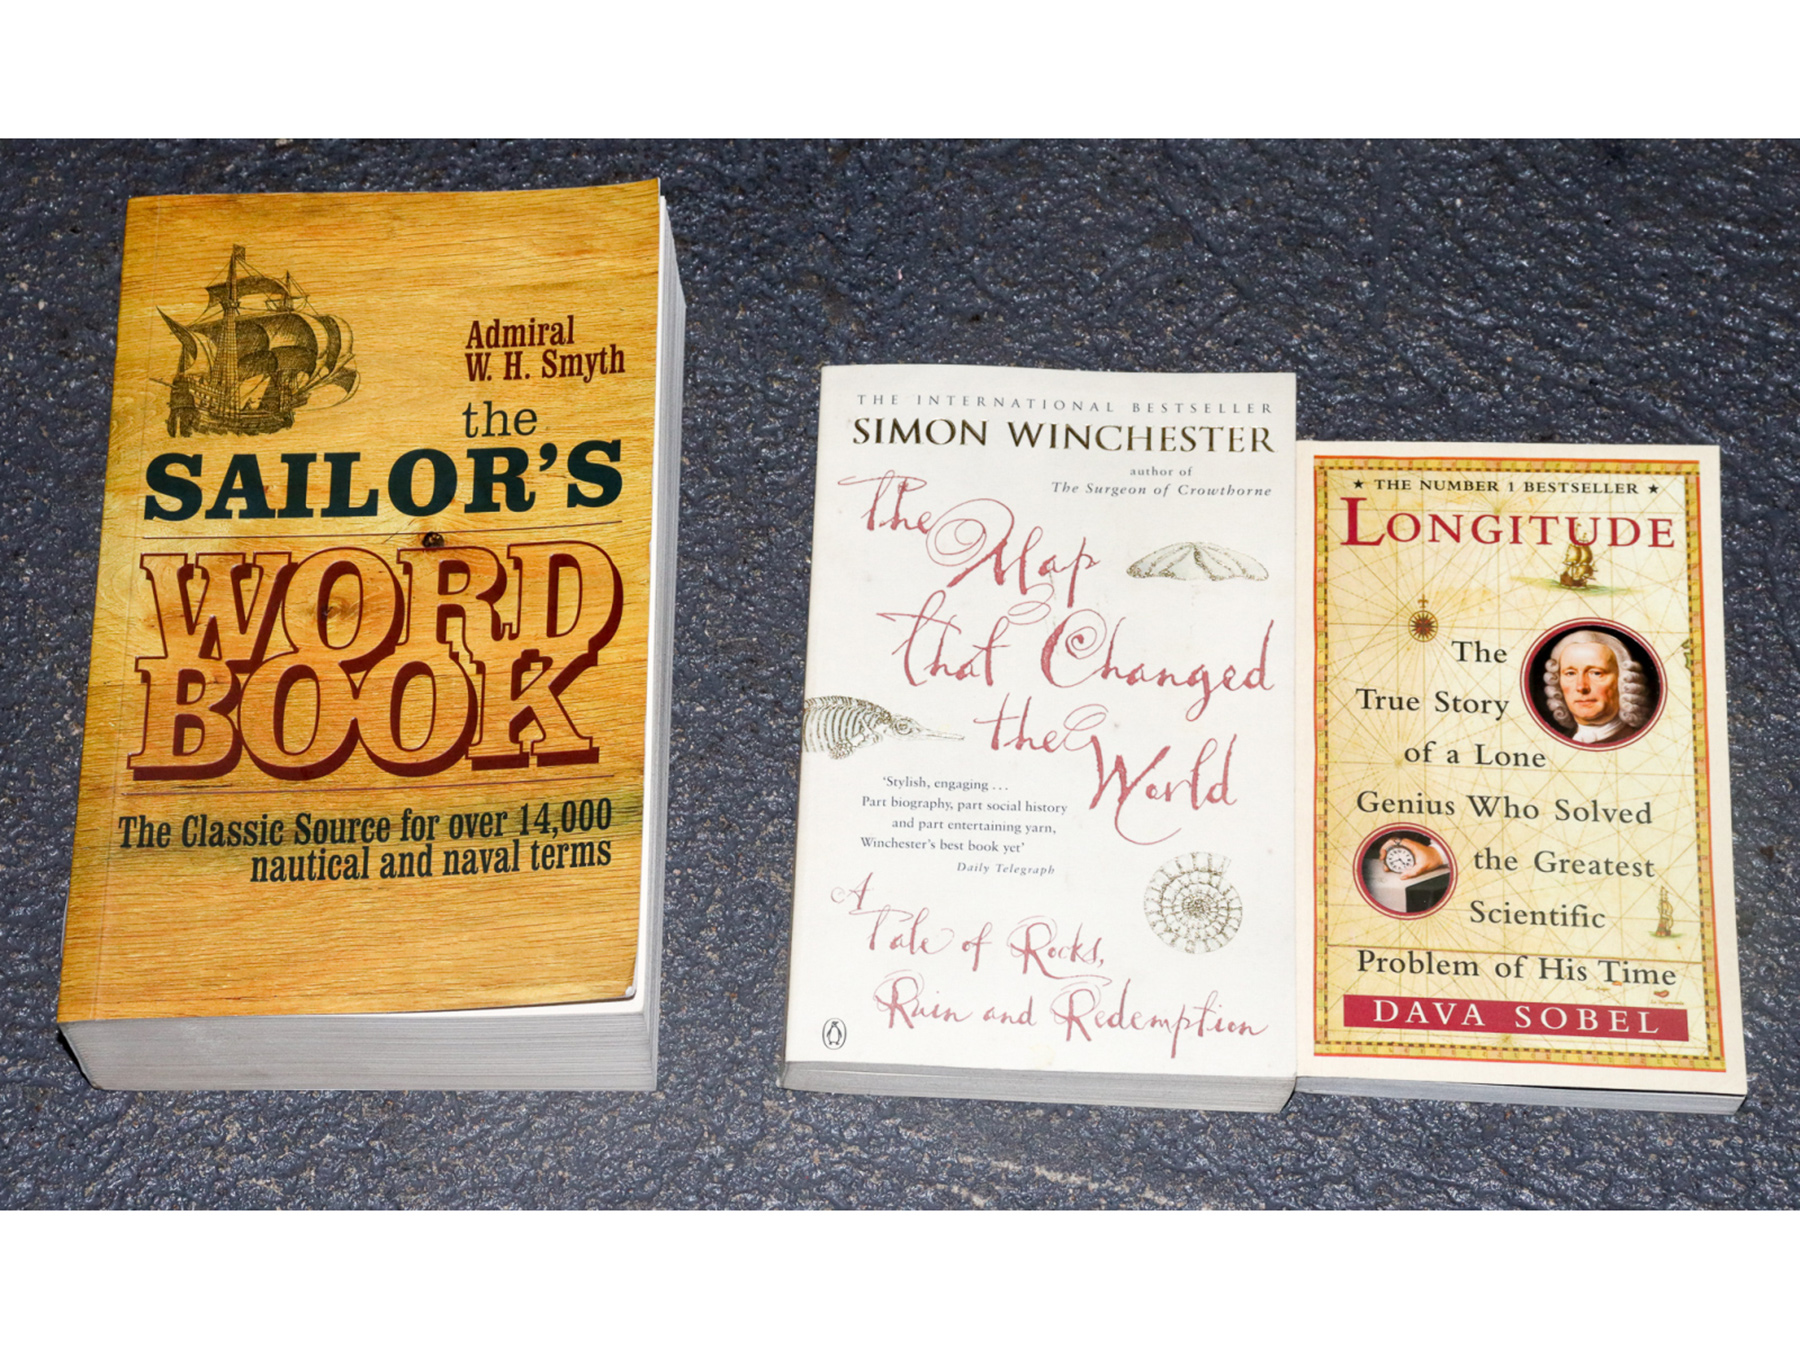 Admiral
W. H. Smyth
the
SAILOR'S
WORD
BOOK
The Classic Source for over 14,000
nautical and naval terms
THE INTERNATIONAL BESTSELLER
SIMON WINCHESTER
author of
The Surgeon of Crowthorne
The
Map
that Changed
the
World
'Stylish, engaging ...
Part biography, part social history
and part entertaining yarn,
Winchester's best book yet'
Daily Telegraph
A
Tale of Rocks,
Ruin and Redemption
★ THE NUMBER 1 BESTSELLER ★
LONGITUDE
The
True Story
of a Lone
Genius Who Solved
the Greatest
Scientific
Problem of His Time
DAVA SOBEL